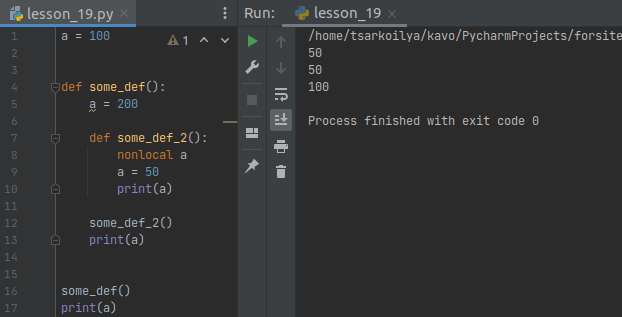 lesson_19.py
1 a = 100
1
2
3
4 def some_def():
5     a = 200
6
7     def some_def_2():
8         nonlocal a
9         a = 50
10         print(a)
11
12     some_def_2()
13     print(a)
14
15
16 some_def()
17 print(a)
Run: lesson_19
/home/tsarkoilya/kavo/PycharmProjects/forsite
50
50
100
Process finished with exit code 0